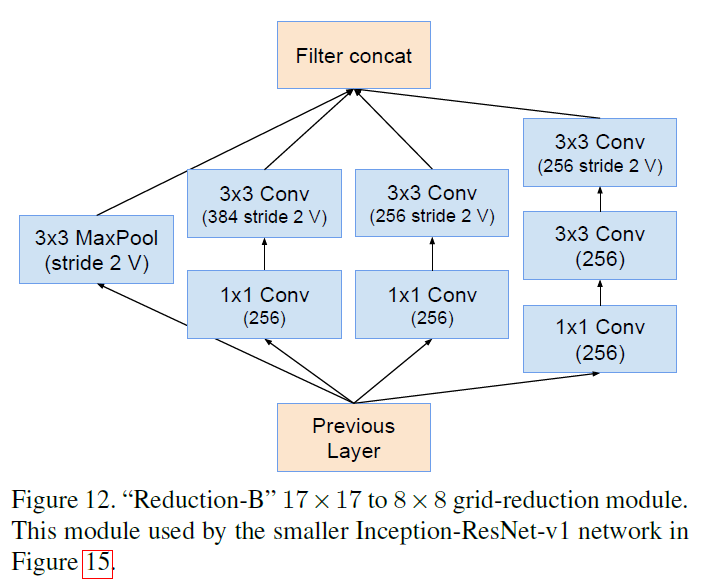 Filter concat
3x3 MaxPool
(stride 2 V)
3x3 Conv
(384 stride 2 V)
1x1 Conv
(256)
3x3 Conv
(256 stride 2 V)
1x1 Conv
(256)
3x3 Conv
(256 stride 2 V)
3x3 Conv
(256)
1x1 Conv
(256)
Previous
Layer
Figure 12. “Reduction-B” 17 × 17 to 8 × 8 grid-reduction module.
This module used by the smaller Inception-ResNet-v1 network in
Figure 15.